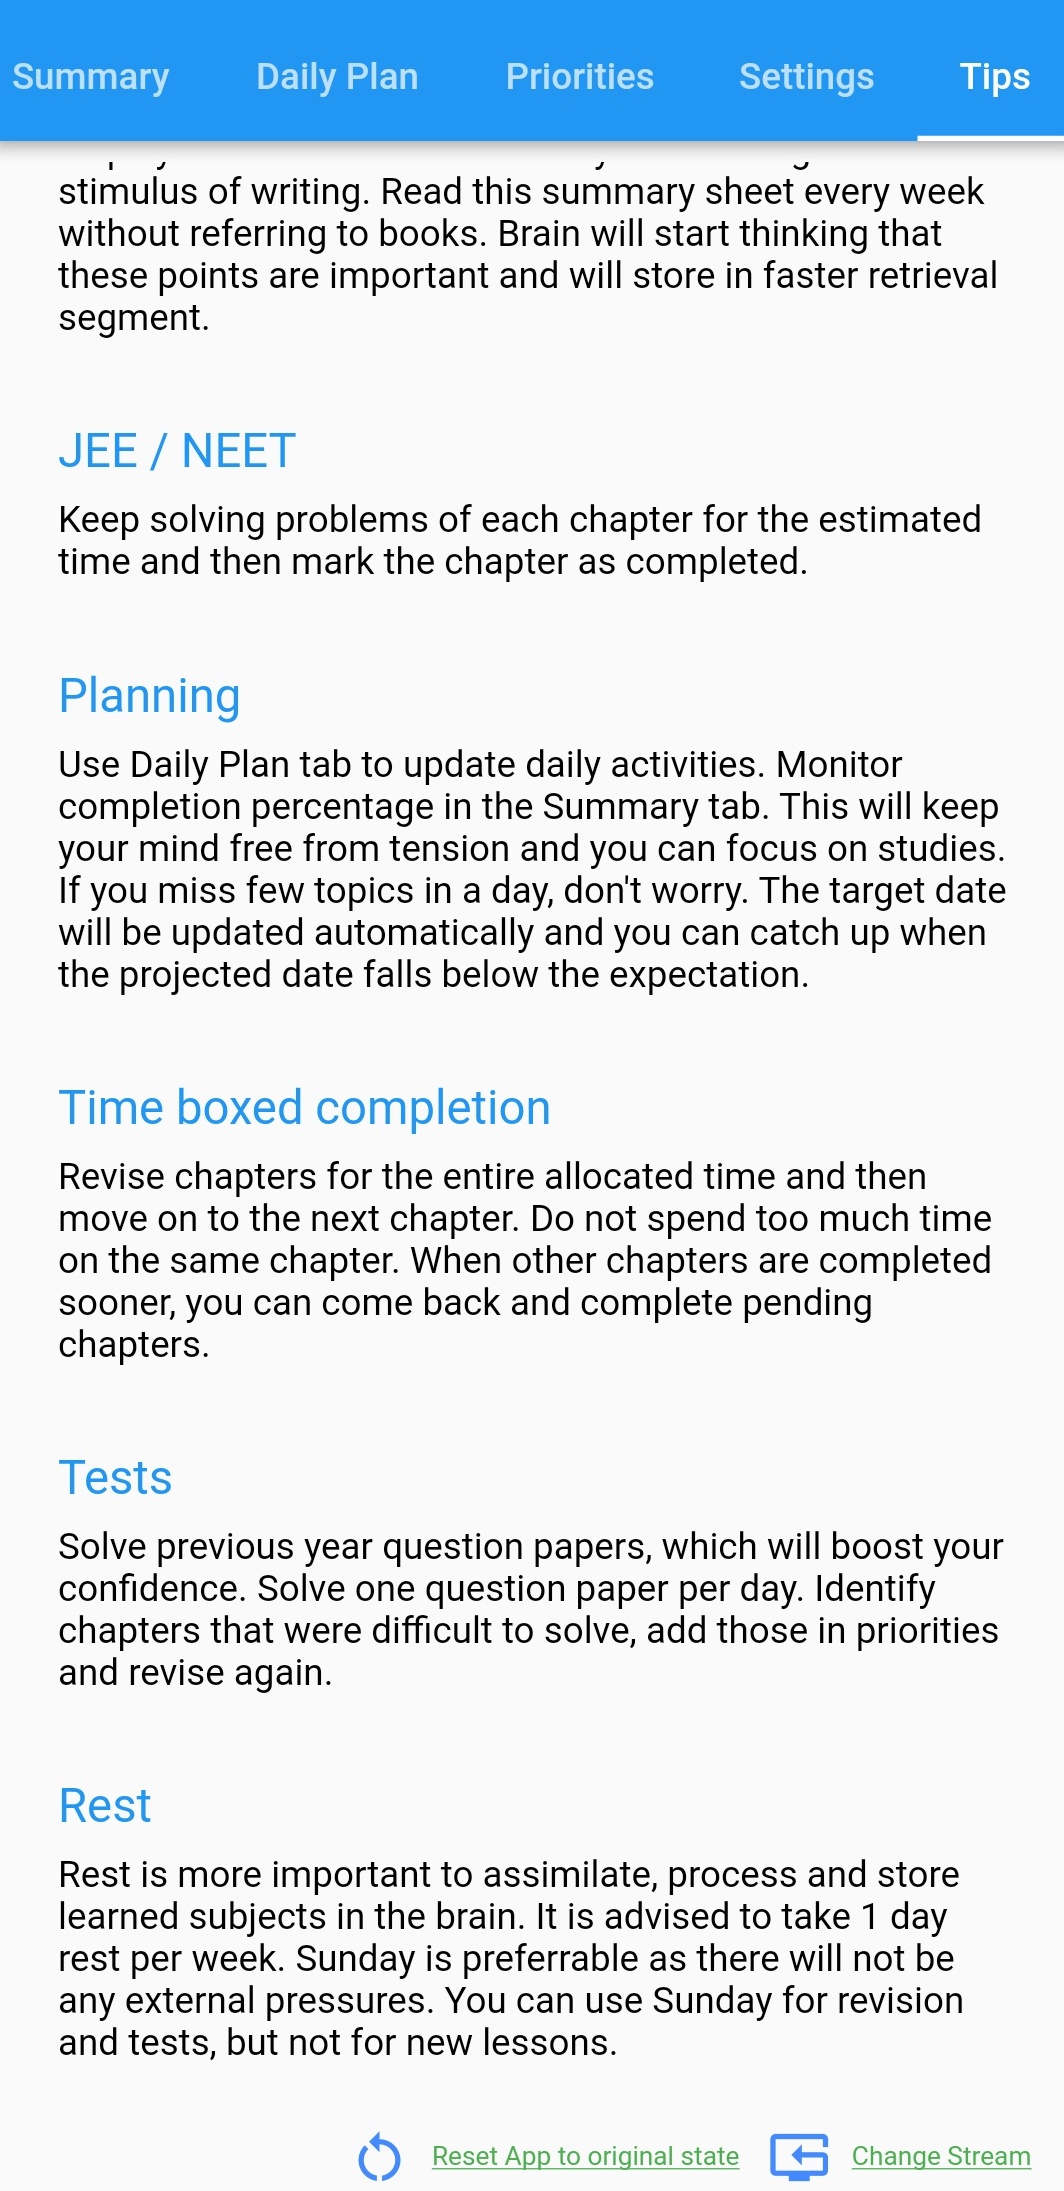 Summary Daily Plan Priorities Settings Tips
stimulus of writing. Read this summary sheet every week
without referring to books. Brain will start thinking that
these points are important and will store in faster retrieval
segment.
JEE / NEET
Keep solving problems of each chapter for the estimated
time and then mark the chapter as completed.
Planning
Use Daily Plan tab to update daily activities. Monitor
completion percentage in the Summary tab. This will keep
your mind free from tension and you can focus on studies.
If you miss few topics in a day, don't worry. The target date
will be updated automatically and you can catch up when
the projected date falls below the expectation.
Time boxed completion
Revise chapters for the entire allocated time and then
move on to the next chapter. Do not spend too much time
on the same chapter. When other chapters are completed
sooner, you can come back and complete pending
chapters.
Tests
Solve previous year question papers, which will boost your
confidence. Solve one question paper per day. Identify
chapters that were difficult to solve, add those in priorities
and revise again.
Rest
Rest is more important to assimilate, process and store
learned subjects in the brain. It is advised to take 1 day
rest per week. Sunday is preferrable as there will not be
any external pressures. You can use Sunday for revision
and tests, but not for new lessons.
Reset App to original state Change Stream